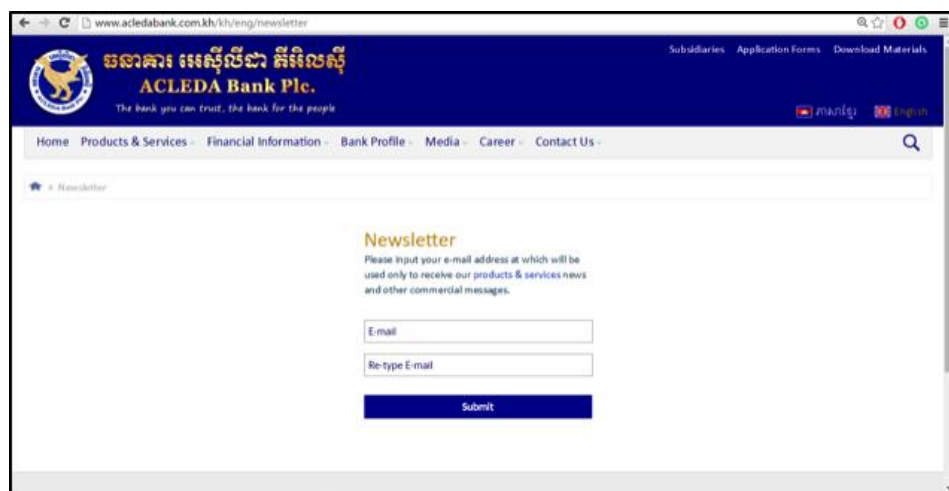 www.acledabank.com.kh/kh/eng/newsletter
Subsidiaries Application Forms Download Materials
ធនាគារ អេស៊ីលីដា ភីអិលស៊ី
ACLEDA Bank Plc.
The bank you can trust, the bank for the people
ភាសាខ្មែរ English
Home Products & Services Financial Information Bank Profile Media Career Contact Us
» Newsletter
Newsletter
Please input your e-mail address at which will be
used only to receive our products & services news
and other commercial messages.
E-mail
Re-type E-mail
Submit